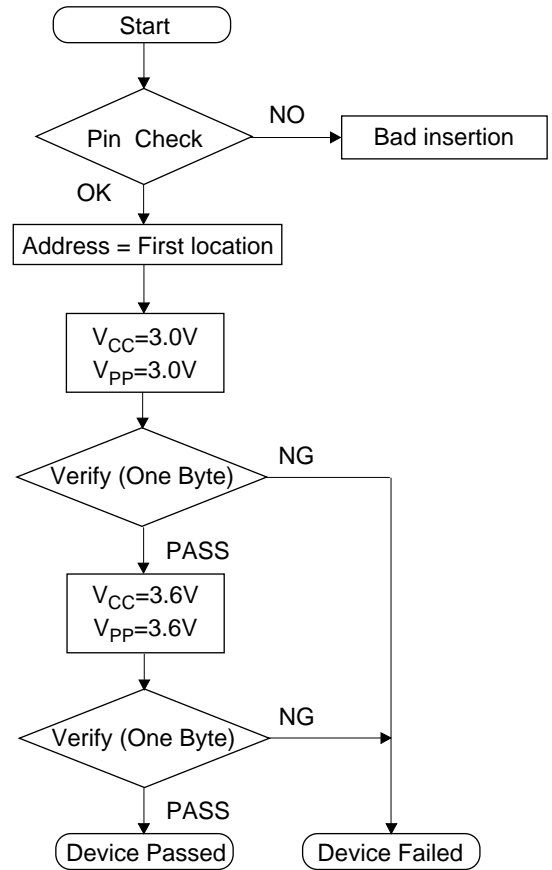 Start
Pin Check
NO
Bad insertion
OK
Address = First location
VCC=3.0V
VPP=3.0V
Verify (One Byte)
NG
PASS
VCC=3.6V
VPP=3.6V
Verify (One Byte)
NG
PASS
Device Passed
Device Failed